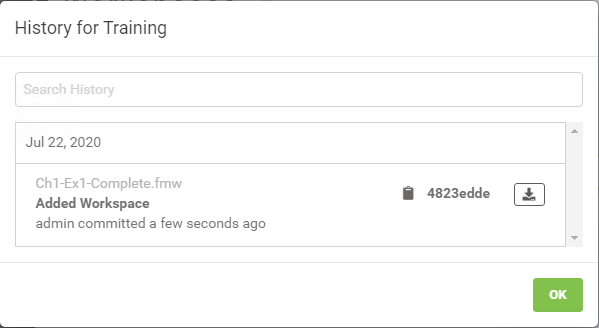 History for Training
Search History
Jul 22, 2020
Ch1-Ex1-Complete.fmw
Added Workspace
4823edde
admin committed a few seconds ago
OK